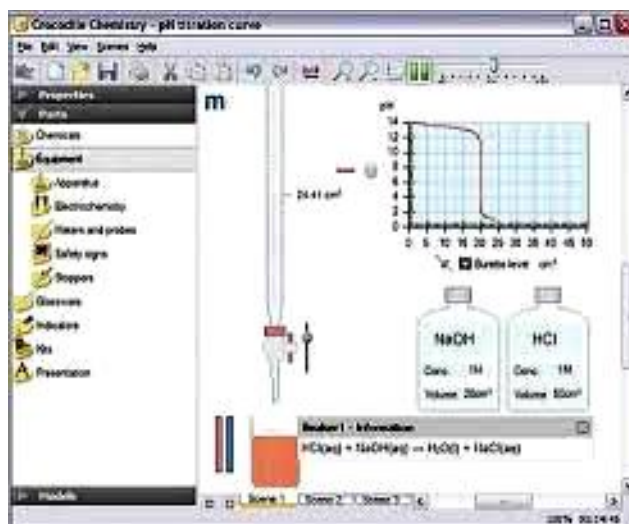 Crocodile Chemistry - pH titration curve
File Edit View Scenes Help
Properties
Parts
Chemicals
Equipment
Apparatus
Electrochemistry
Meters and probes
Safety signs
Stoppers
Glassware
Indicators
Kits
Presentation
Models
m
24.41 cm³
pH
14
12
10
8
6
4
2
0
0 5 10 15 20 25 30 35 40 45 50
Burette level cm³
NaOH
Conc. 1M
Volume 20cm³
HCl
Conc. 1M
Volume 50cm³
Beaker1 - Information
HCl(aq) + NaOH(aq) → H₂O(l) + NaCl(aq)
Scene 1 Scene 2 Scene 3
100%